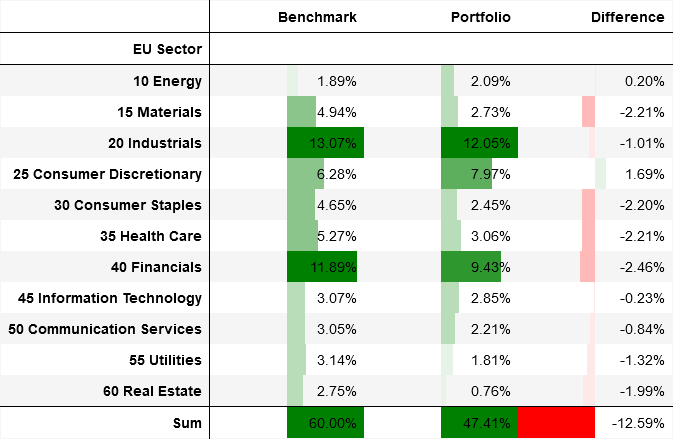 Benchmark Portfolio Difference
EU Sector
10 Energy 1.89% 2.09% 0.20%
15 Materials 4.94% 2.73% -2.21%
20 Industrials 13.07% 12.05% -1.01%
25 Consumer Discretionary 6.28% 7.97% 1.69%
30 Consumer Staples 4.65% 2.45% -2.20%
35 Health Care 5.27% 3.06% -2.21%
40 Financials 11.89% 9.43% -2.46%
45 Information Technology 3.07% 2.85% -0.23%
50 Communication Services 3.05% 2.21% -0.84%
55 Utilities 3.14% 1.81% -1.32%
60 Real Estate 2.75% 0.76% -1.99%
Sum 60.00% 47.41% -12.59%